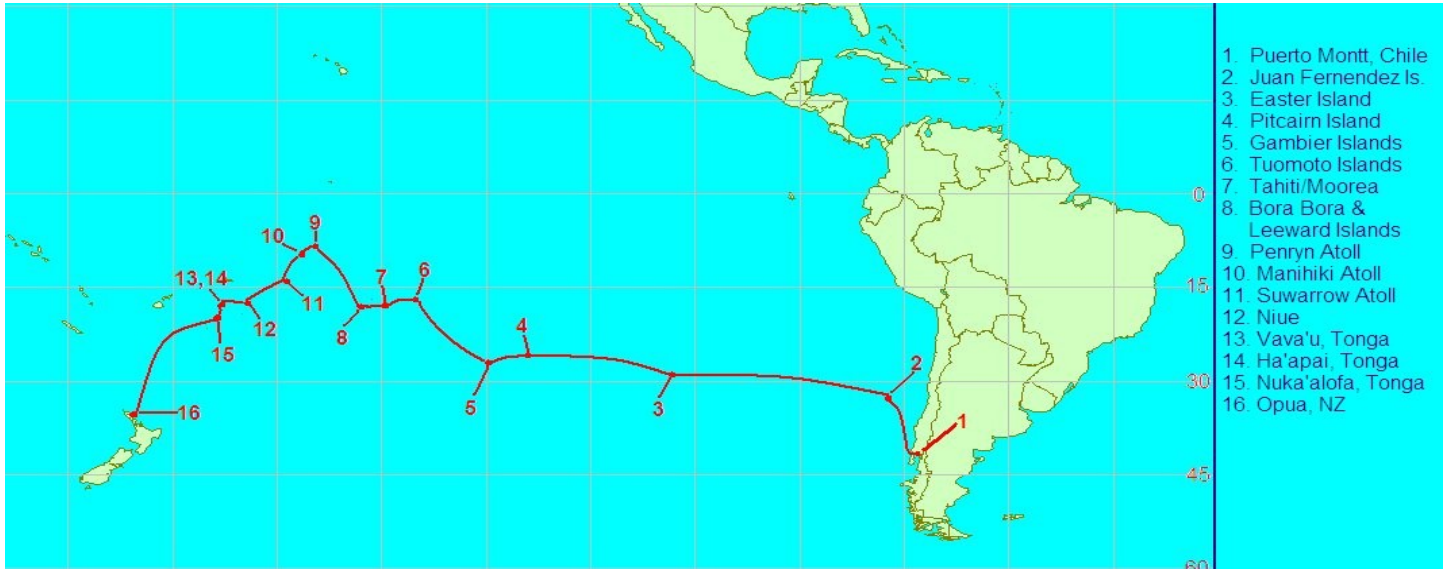 1. Puerto Montt, Chile
2. Juan Fernendez Is.
3. Easter Island
4. Pitcairn Island
5. Gambier Islands
6. Tuomoto Islands
7. Tahiti/Moorea
8. Bora Bora &
Leeward Islands
9. Penryn Atoll
10. Manihiki Atoll
11. Suwarrow Atoll
12. Niue
13. Vava'u, Tonga
14. Ha'apai, Tonga
15. Nuka'alofa, Tonga
16. Opua, NZ
0
9
10
13,14
7
6
15
11
12
8
15
4
2
30
5
3
16
1
45
60